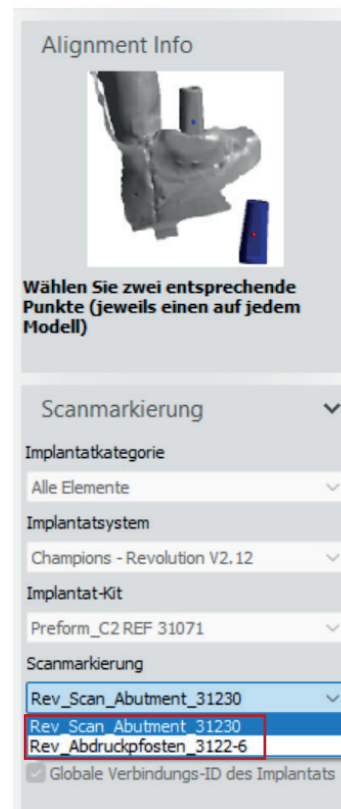 Alignment Info
Wählen Sie zwei entsprechende
Punkte (jeweils einen auf jedem
Modell)
Scanmarkierung
Implantatkategorie
Alle Elemente
Implantatsystem
Champions - Revolution V2.12
Implantat-Kit
Preform_C2 REF 31071
Scanmarkierung
Rev_Scan_Abutment_31230
Rev_Scan_Abutment_31230
Rev_Abdruckpfosten_3122-6
Globale Verbindungs-ID des Implantats